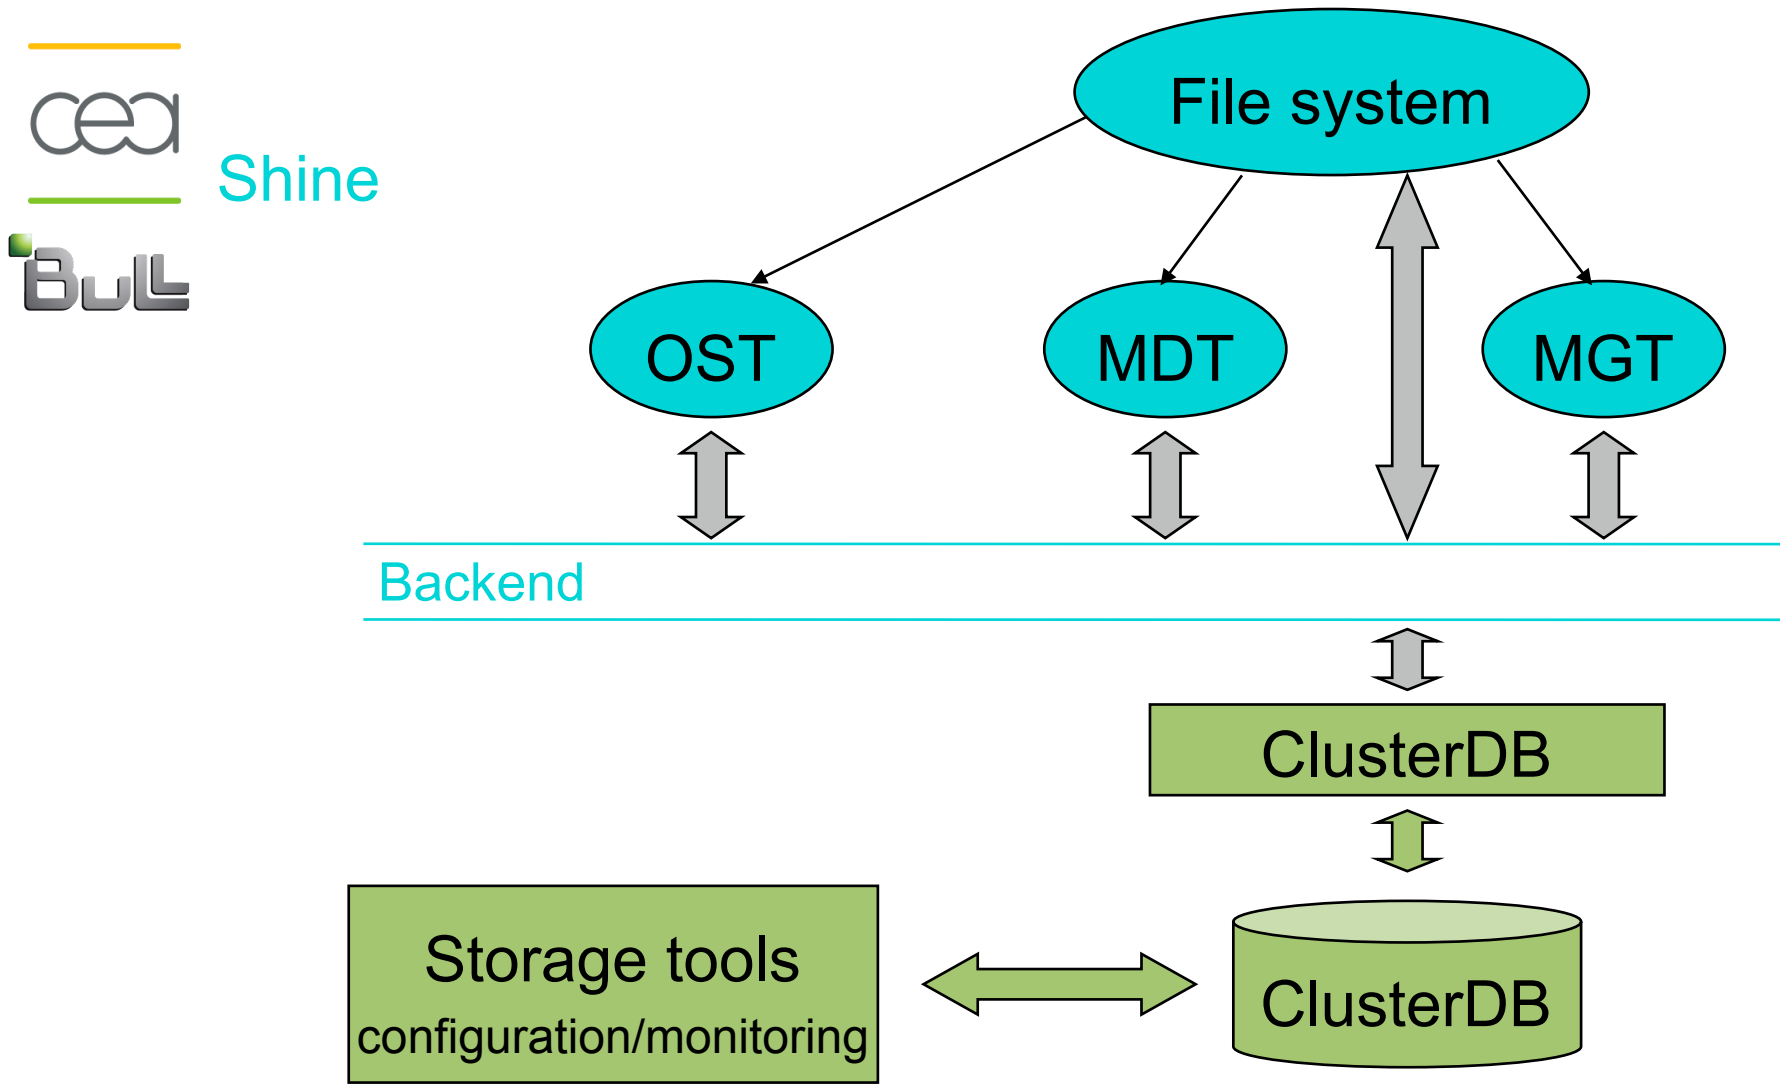 cea
Shine
Bull
File system
OST
MDT
MGT
Backend
ClusterDB
Storage tools
configuration/monitoring
ClusterDB